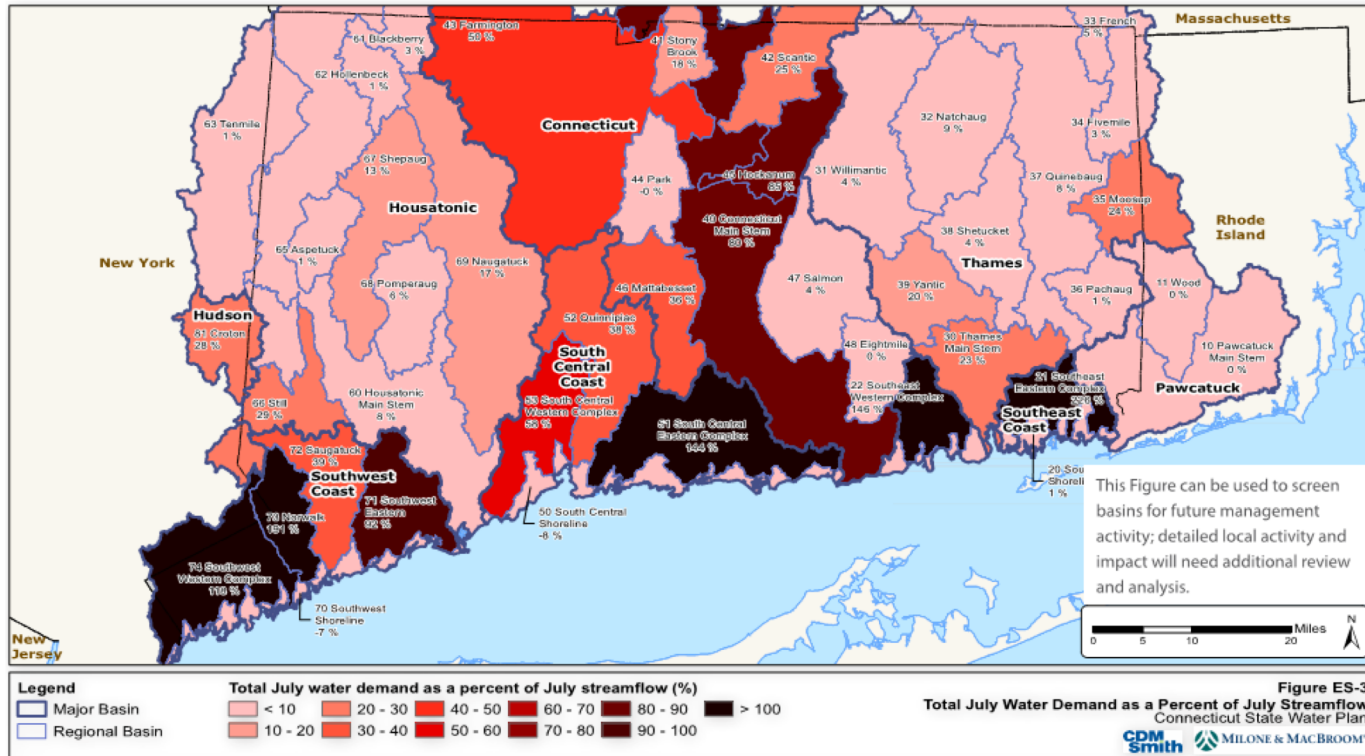 Massachusetts
33 French
5 %
43 Farmington
50 %
61 Blackberry
3 %
41 Stony
Brook
18 %
42 Scantic
25 %
62 Hollenbeck
1 %
63 Tenmile
1 %
Connecticut
32 Natchaug
9 %
34 Fivemile
3 %
67 Shepaug
13 %
44 Park
-0 %
45 Hockanum
85 %
31 Willimantic
4 %
37 Quinebaug
8 %
35 Moosup
24 %
Housatonic
40 Connecticut
Main Stem
80 %
Rhode
Island
38 Shetucket
4 %
65 Aspetuck
1 %
New York
69 Naugatuck
17 %
47 Salmon
4 %
Thames
39 Yantic
20 %
36 Pachaug
1 %
11 Wood
0 %
68 Pomperaug
6 %
46 Mattabesset
36 %
Hudson
81 Croton
28 %
52 Quinnipiac
38 %
48 Eightmile
0 %
30 Thames
Main Stem
23 %
10 Pawcatuck
Main Stem
0 %
South
Central
Coast
60 Housatonic
Main Stem
8 %
53 South Central
Western Complex
56 %
22 Southeast
Western Complex
146 %
21 Southeast
Eastern Complex
Pawcatuck
66 Still
29 %
51 South Central
Eastern Complex
144 %
Southeast
Coast
72 Saugatuck
39 %
Southwest
Coast
71 Southwest
Eastern
92 %
20 Sou
Shoreline
1 %
This Figure can be used to screen
basins for future management
activity; detailed local activity and
impact will need additional review
and analysis.
73 Norwalk
191 %
50 South Central
Shoreline
-8 %
74 Southwest
Western Complex
118 %
70 Southwest
Shoreline
-7 %
New
Jersey
N
Miles
0 5 10 20
Legend
Major Basin
Regional Basin
Total July water demand as a percent of July streamflow (%)
< 10 20 - 30 40 - 50 60 - 70 80 - 90 > 100
10 - 20 30 - 40 50 - 60 70 - 80 90 - 100
Figure ES-3
Total July Water Demand as a Percent of July Streamflow
Connecticut State Water Plan
CDM
Smith
MILONE & MACBROOM